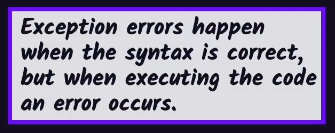 Exception errors happen
when the syntax is correct,
but when executing the code
an error occurs.